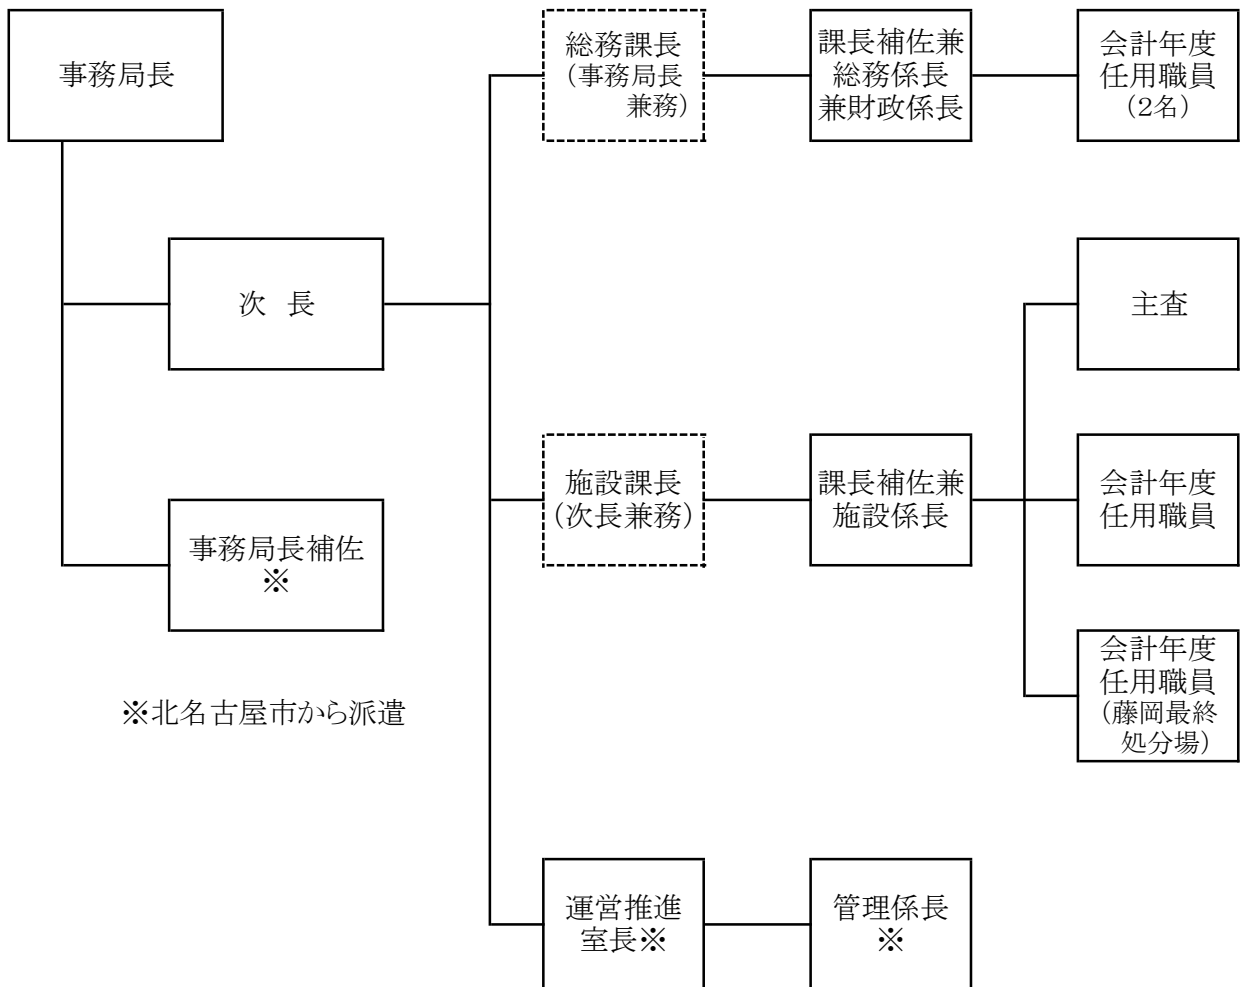 事務局長
総務課長
(事務局長
兼務)
課長補佐兼
総務係長
兼財政係長
会計年度
任用職員
(2名)
次 長
主査
施設課長
(次長兼務)
課長補佐兼
施設係長
会計年度
任用職員
事務局長補佐
※
会計年度
任用職員
(藤岡最終
処分場)
※北名古屋市から派遣
運営推進
室長※
管理係長
※